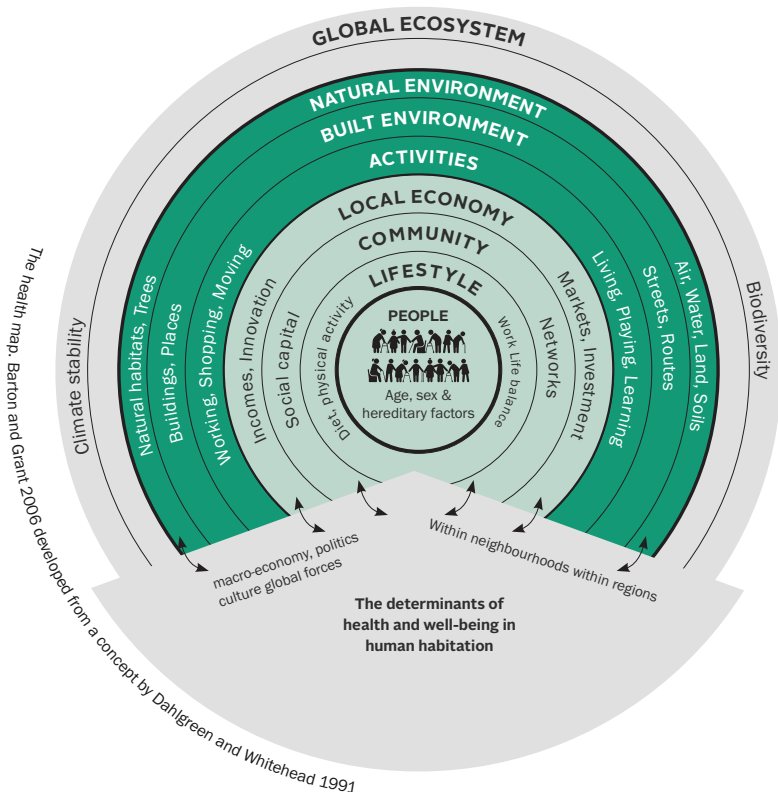 GLOBAL ECOSYSTEM
NATURAL ENVIRONMENT
BUILT ENVIRONMENT
ACTIVITIES
LOCAL ECONOMY
COMMUNITY
LIFESTYLE
PEOPLE
Age, sex &
hereditary factors
Diet, physical activity
Work Life balance
Social capital
Networks
Incomes, Innovation
Markets, Investment
Working, Shopping, Moving
Living, Playing, Learning
Buildings, Places
Streets, Routes
Natural habitats, Trees
Air, Water, Land, Soils
Climate stability
Biodiversity
macro-economy, politics
culture global forces
Within neighbourhoods within regions
The determinants of
health and well-being in
human habitation
The health map. Barton and Grant 2006 developed from a concept by Dahlgreen and Whitehead 1991